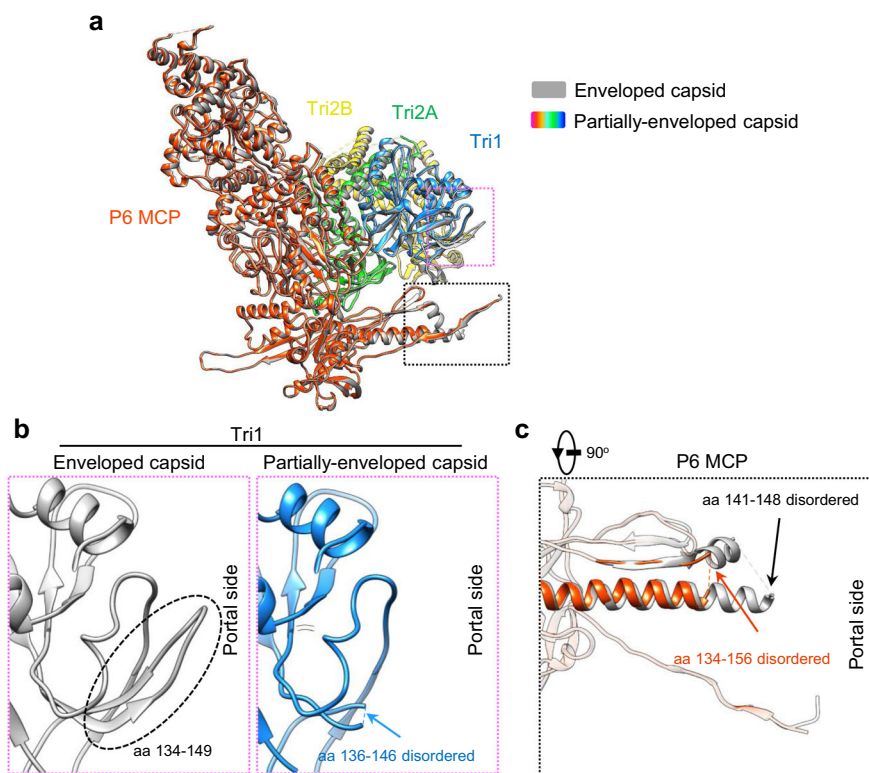 a
Enveloped capsid
Partially-enveloped capsid
Tri2B
Tri2A
Tri1
P6 MCP
b
Tri1
Enveloped capsid
Partially-enveloped capsid
Portal side
aa 134-149
Portal side
aa 136-146 disordered
c
90º
P6 MCP
aa 141-148 disordered
aa 134-156 disordered
Portal side